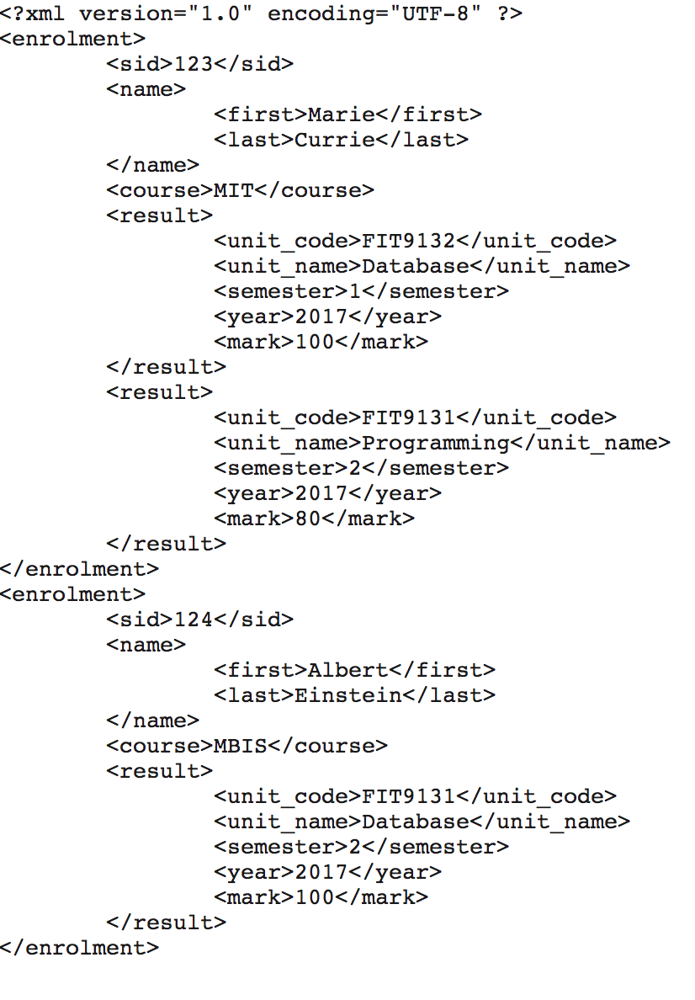 <?xml version="1.0" encoding="UTF-8" ?>
<enrolment>
        <sid>123</sid>
        <name>
                <first>Marie</first>
                <last>Currie</last>
        </name>
        <course>MIT</course>
        <result>
                <unit_code>FIT9132</unit_code>
                <unit_name>Database</unit_name>
                <semester>1</semester>
                <year>2017</year>
                <mark>100</mark>
        </result>
        <result>
                <unit_code>FIT9131</unit_code>
                <unit_name>Programming</unit_name>
                <semester>2</semester>
                <year>2017</year>
                <mark>80</mark>
        </result>
</enrolment>
<enrolment>
        <sid>124</sid>
        <name>
                <first>Albert</first>
                <last>Einstein</last>
        </name>
        <course>MBIS</course>
        <result>
                <unit_code>FIT9131</unit_code>
                <unit_name>Database</unit_name>
                <semester>2</semester>
                <year>2017</year>
                <mark>100</mark>
        </result>
</enrolment>